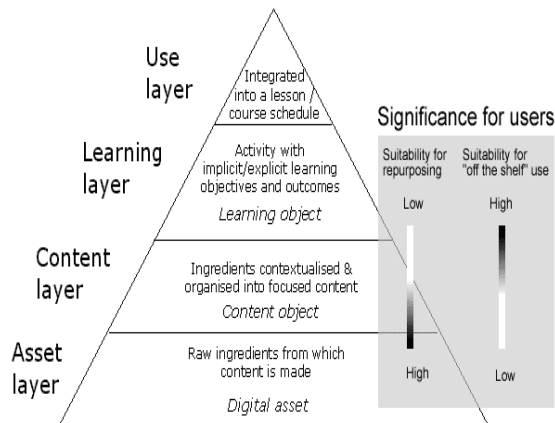 Use
layer
Integrated
into a lesson /
course schedule
Learning
layer
Activity with
implicit/explicit learning
objectives and outcomes
Learning object
Content
layer
Ingredients contextualised &
organised into focused content
Content object
Asset
layer
Raw ingredients from which
content is made
Digital asset
Significance for users
Suitability for
repurposing
Low
High
Suitability for
"off the shelf" use
High
Low